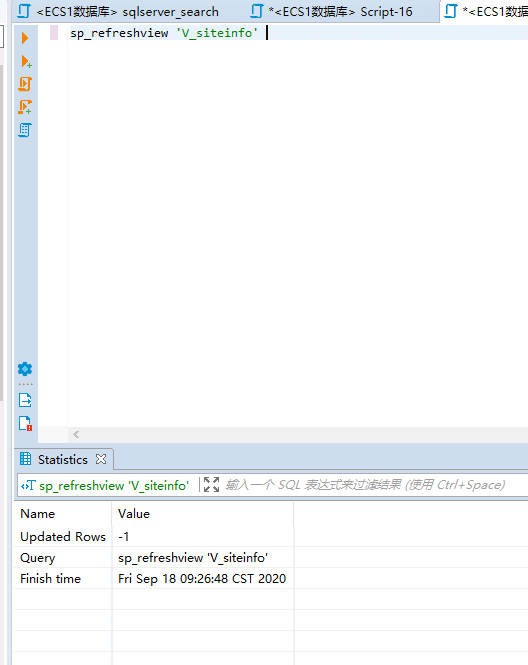 <ECS1数据库> sqlserver_search
*<ECS1数据库> Script-16
*<ECS1数据
sp_refreshview 'V_siteinfo'
Statistics
sp_refreshview 'V_siteinfo'
输入一个 SQL 表达式来过滤结果 (使用 Ctrl+Space)
Name Value
Updated Rows -1
Query sp_refreshview 'V_siteinfo'
Finish time Fri Sep 18 09:26:48 CST 2020